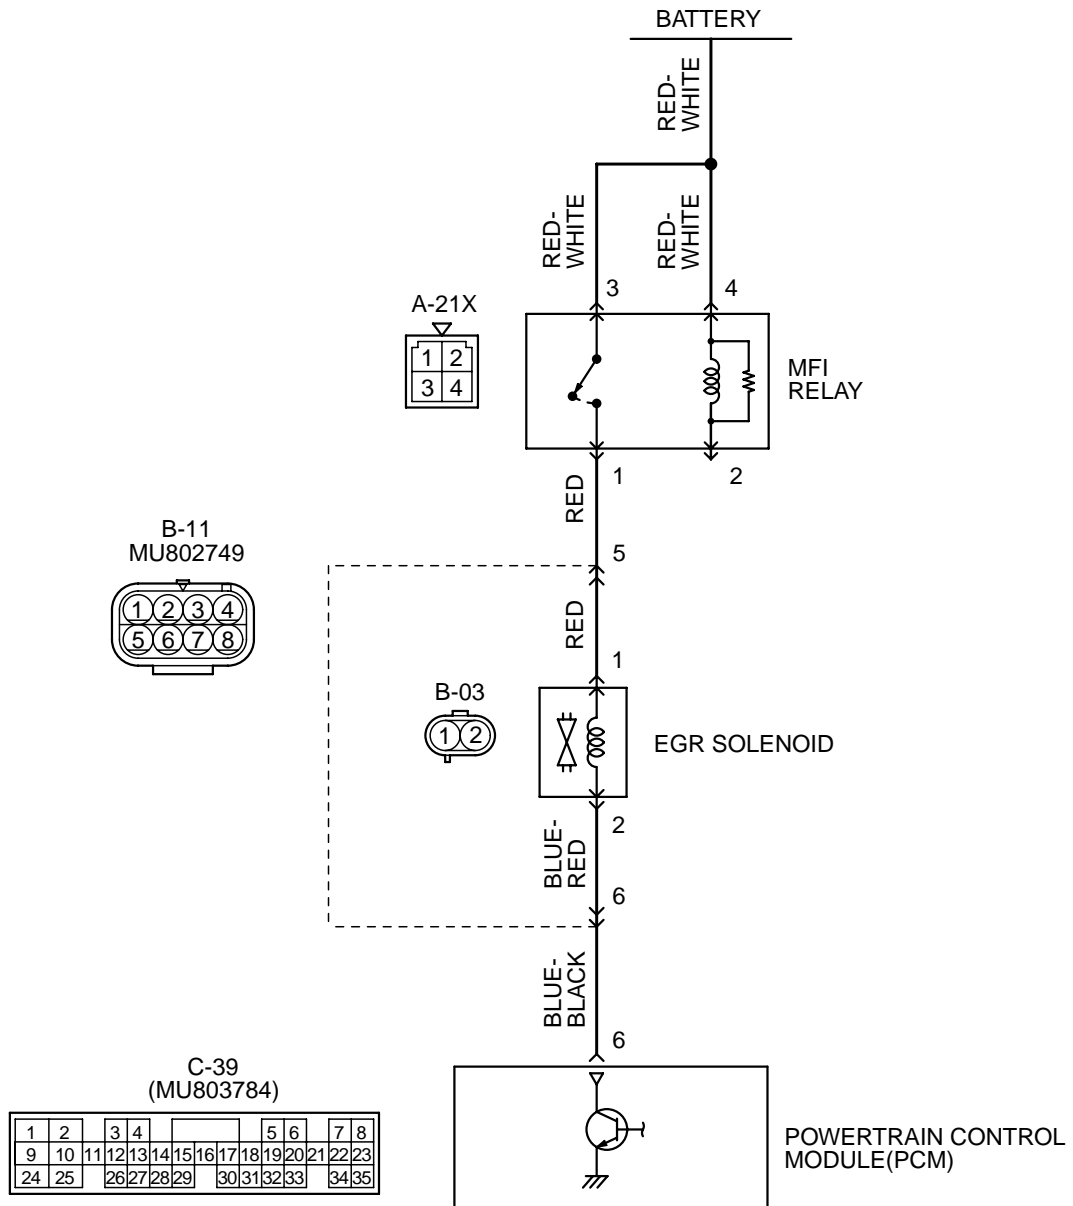 BATTERY
RED-
WHITE
RED-
WHITE
RED-
WHITE
3
4
A-21X
1 2
3 4
MFI
RELAY
1
2
RED
B-11
MU802749
1 2 3 4
5 6 7 8
5
RED
1
B-03
1 2
EGR SOLENOID
2
BLUE-
RED
6
BLUE-
BLACK
6
C-39
(MU803784)
1 2 3 4 5 6 7 8
9 10 11 12 13 14 15 16 17 18 19 20 21 22 23
24 25 26 27 28 29 30 31 32 33 34 35
POWERTRAIN CONTROL
MODULE(PCM)